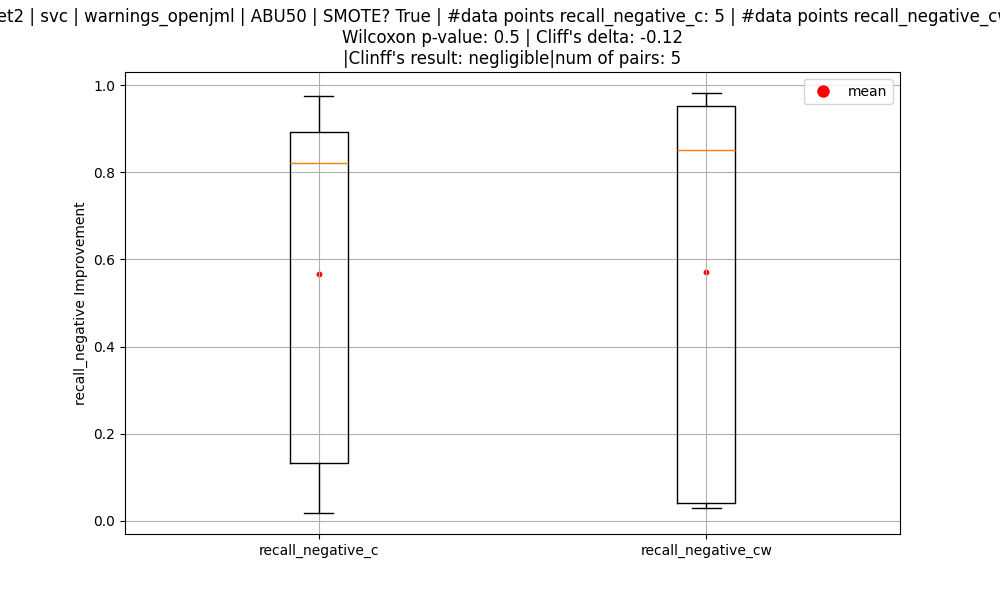 et2 | svc | warnings_openjml | ABU50 | SMOTE? True | #data points recall_negative_c: 5 | #data points recall_negative_cw
Wilcoxon p-value: 0.5 | Cliff's delta: -0.12
|Clinff's result: negligible|num of pairs: 5
mean
1.0
0.8
0.6
0.4
0.2
0.0
recall_negative Improvement
recall_negative_c
recall_negative_cw